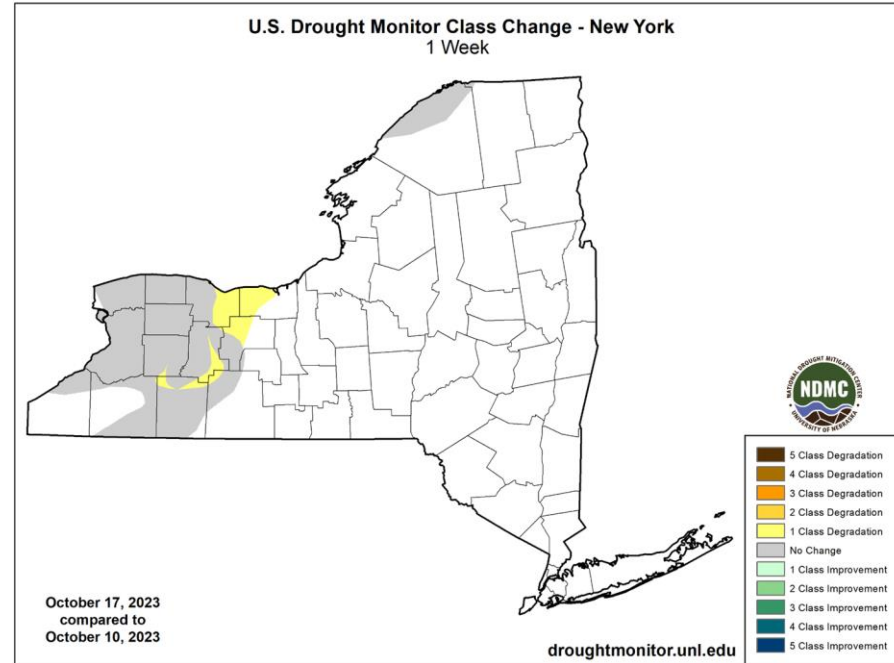 U.S. Drought Monitor Class Change - New York
1 Week
NATIONAL DROUGHT MITIGATION CENTER
NDMC
UNIVERSITY OF NEBRASKA
5 Class Degradation
4 Class Degradation
3 Class Degradation
2 Class Degradation
1 Class Degradation
No Change
1 Class Improvement
2 Class Improvement
3 Class Improvement
4 Class Improvement
5 Class Improvement
October 17, 2023
compared to
October 10, 2023
droughtmonitor.unl.edu